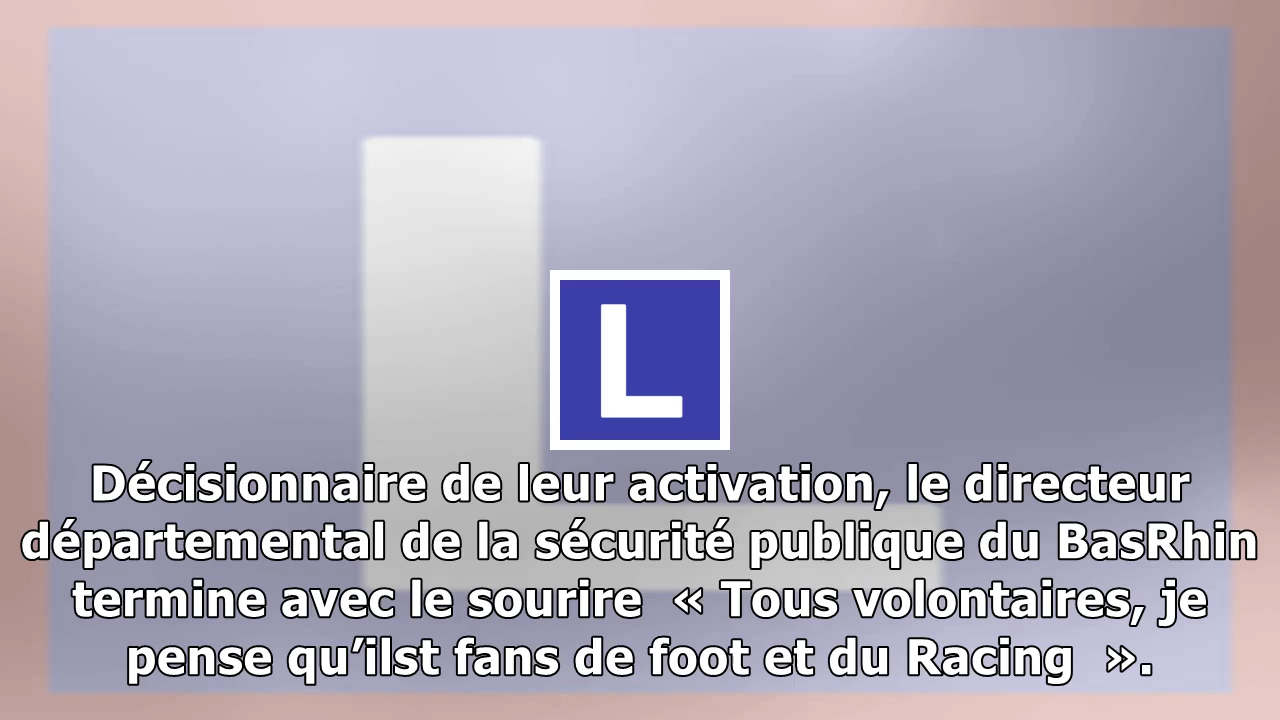 L
Décisionnaire de leur activation, le directeur
départemental de la sécurité publique du BasRhin
termine avec le sourire  « Tous volontaires, je
pense qu’ilst fans de foot et du Racing  ».